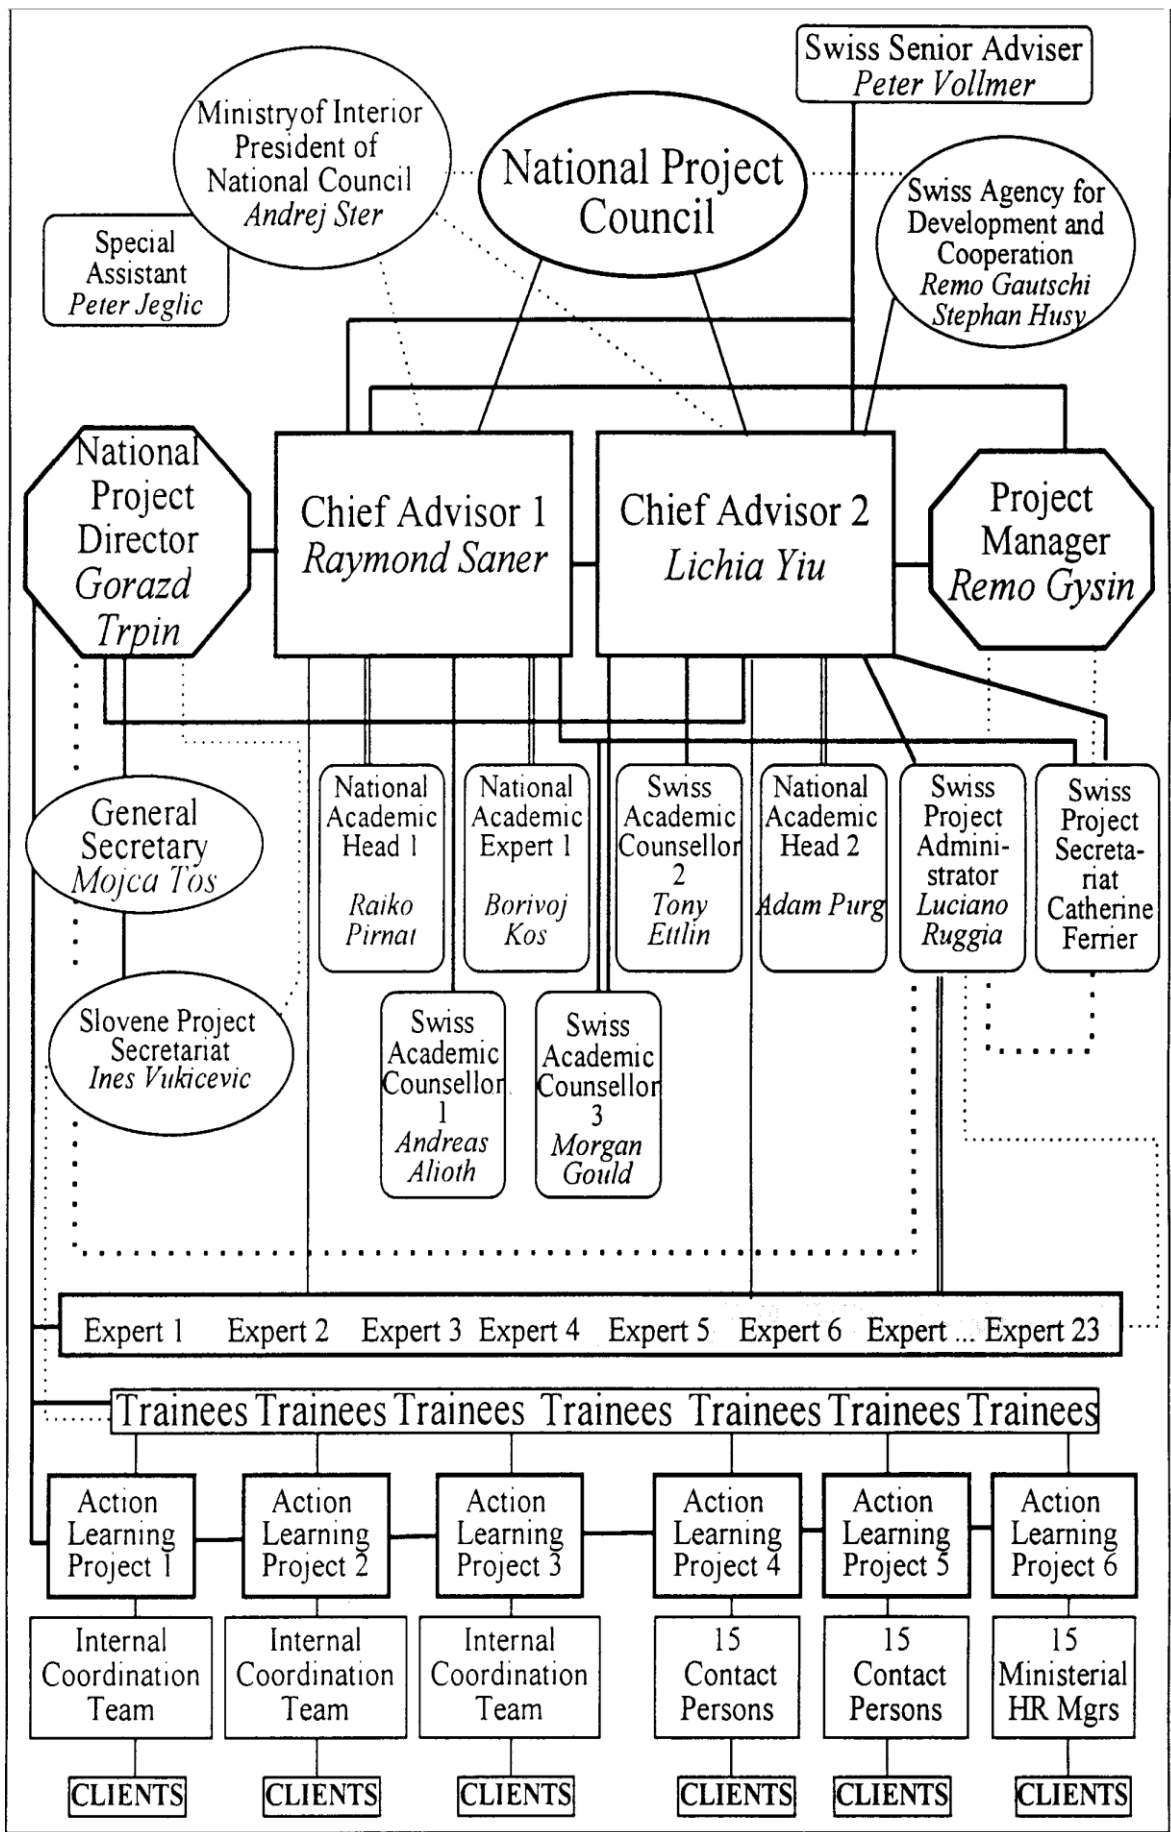 Swiss Senior Adviser
Peter Vollmer
Ministryof Interior
President of
National Council
Andrej Ster
National Project
Council
Swiss Agency for
Development and
Cooperation
Remo Gautschi
Stephan Husy
Special
Assistant
Peter Jeglic
National
Project
Director
Gorazd
Trpin
Chief Advisor 1
Raymond Saner
Chief Advisor 2
Lichia Yiu
Project
Manager
Remo Gysin
General
Secretary
Mojca Tos
National
Academic
Head 1
Raiko
Pirnat
National
Academic
Expert 1
Borivoj
Kos
Swiss
Academic
Counsellor
2
Tony
Ettlin
National
Academic
Head 2
Adam Purg
Swiss
Project
Admini-
strator
Luciano
Ruggia
Swiss
Project
Secreta-
riat
Catherine
Ferrier
Slovene Project
Secretariat
Ines Vukicevic
Swiss
Academic
Counsellor
1
Andreas
Alioth
Swiss
Academic
Counsellor
3
Morgan
Gould
Expert 1 Expert 2 Expert 3 Expert 4 Expert 5 Expert 6 Expert ... Expert 23
Trainees Trainees Trainees Trainees Trainees Trainees Trainees
Action
Learning
Project 1
Action
Learning
Project 2
Action
Learning
Project 3
Action
Learning
Project 4
Action
Learning
Project 5
Action
Learning
Project 6
Internal
Coordination
Team
Internal
Coordination
Team
Internal
Coordination
Team
15
Contact
Persons
15
Contact
Persons
15
Ministerial
HR Mgrs
CLIENTS CLIENTS CLIENTS CLIENTS CLIENTS CLIENTS